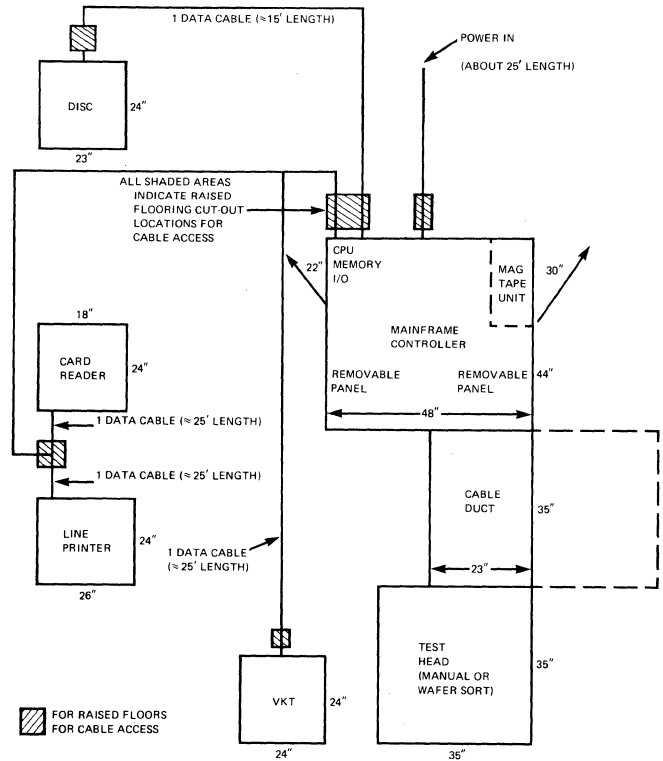 1 DATA CABLE (≈15' LENGTH)
POWER IN
(ABOUT 25' LENGTH)
DISC
24"
23"
ALL SHADED AREAS
INDICATE RAISED
FLOORING CUT-OUT
LOCATIONS FOR
CABLE ACCESS
22"
CPU
MEMORY
I/O
MAG
TAPE
UNIT
30"
MAINFRAME
CONTROLLER
18"
CARD
READER
24"
REMOVABLE
PANEL
REMOVABLE
PANEL
44"
48"
1 DATA CABLE (≈25' LENGTH)
1 DATA CABLE (≈25' LENGTH)
CABLE
DUCT
35"
LINE
PRINTER
24"
26"
1 DATA CABLE
(≈25' LENGTH)
23"
TEST
HEAD
(MANUAL OR
WAFER SORT)
35"
35"
VKT
24"
24"
FOR RAISED FLOORS
FOR CABLE ACCESS